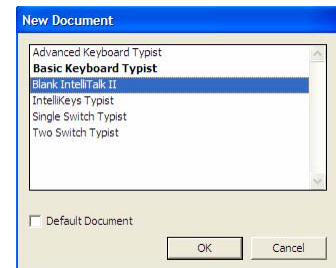 New Document
Advanced Keyboard Typist
Basic Keyboard Typist
Blank IntelliTalk II
IntelliKeys Typist
Single Switch Typist
Two Switch Typist
Default Document
OK Cancel